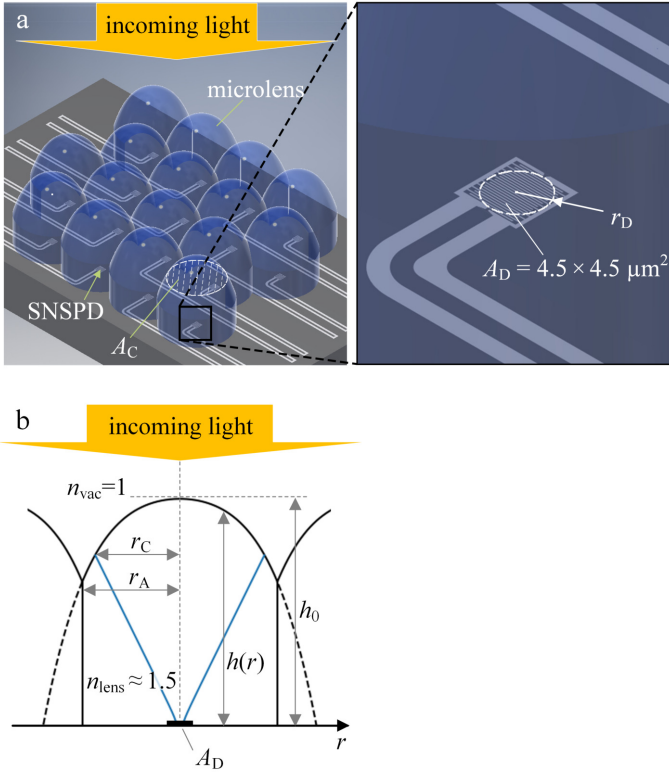 a
incoming light
microlens
SNSPD
A_C
r_D
A_D = 4.5 × 4.5 μm²
b
incoming light
n_vac=1
r_C
r_A
h_0
h(r)
n_lens ≈ 1.5
r
A_D